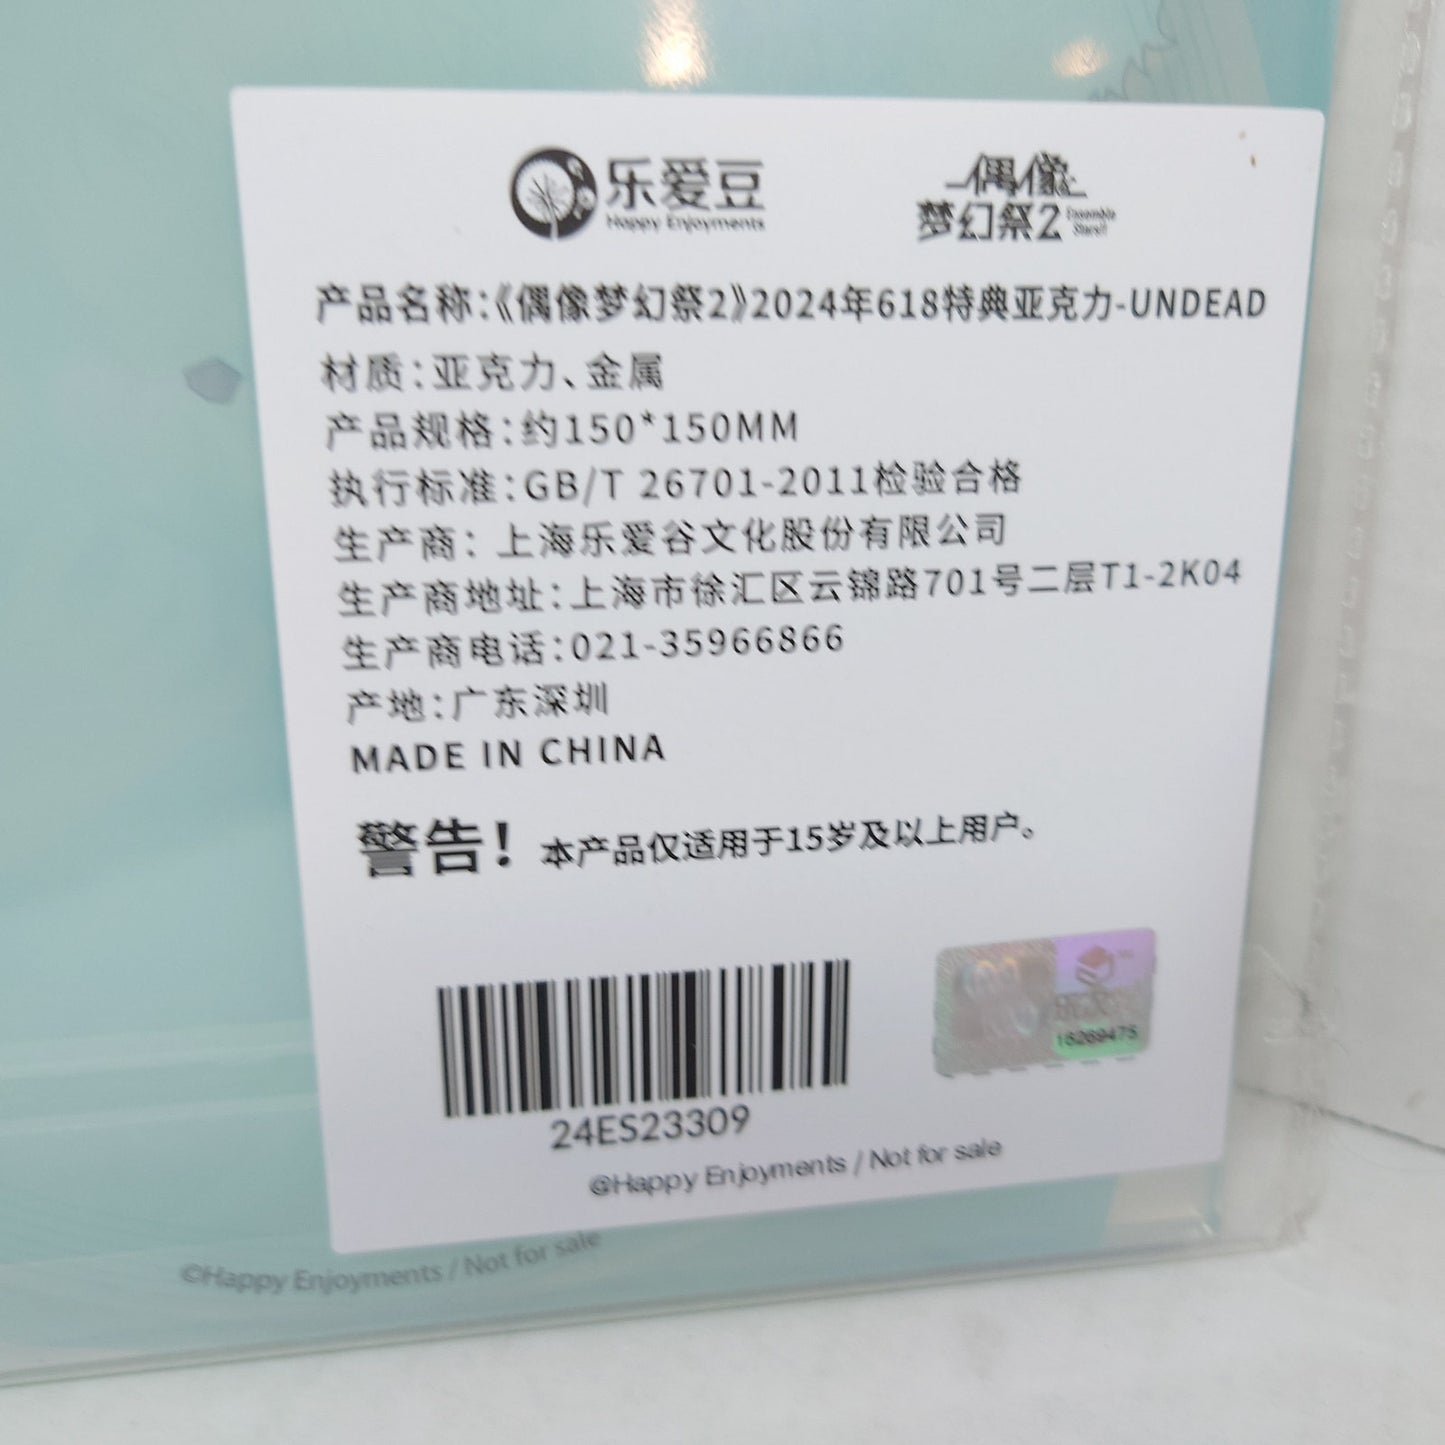 乐爱豆
Happy Enjoyments
偶像
梦幻祭2 Ensemble Stars!!
产品名称:《偶像梦幻祭2》2024年618特典亚克力-UNDEAD
材质:亚克力、金属
产品规格:约150*150MM
执行标准:GB/T 26701-2011检验合格
生产商: 上海乐爱谷文化股份有限公司
生产商地址:上海市徐汇区云锦路701号二层T1-2K04
生产商电话:021-35966866
产地:广东深圳
MADE IN CHINA
警告! 本产品仅适用于15岁及以上用户。
16269475
24ES23309
@Happy Enjoyments / Not for sale
©Happy Enjoyments / Not for sale